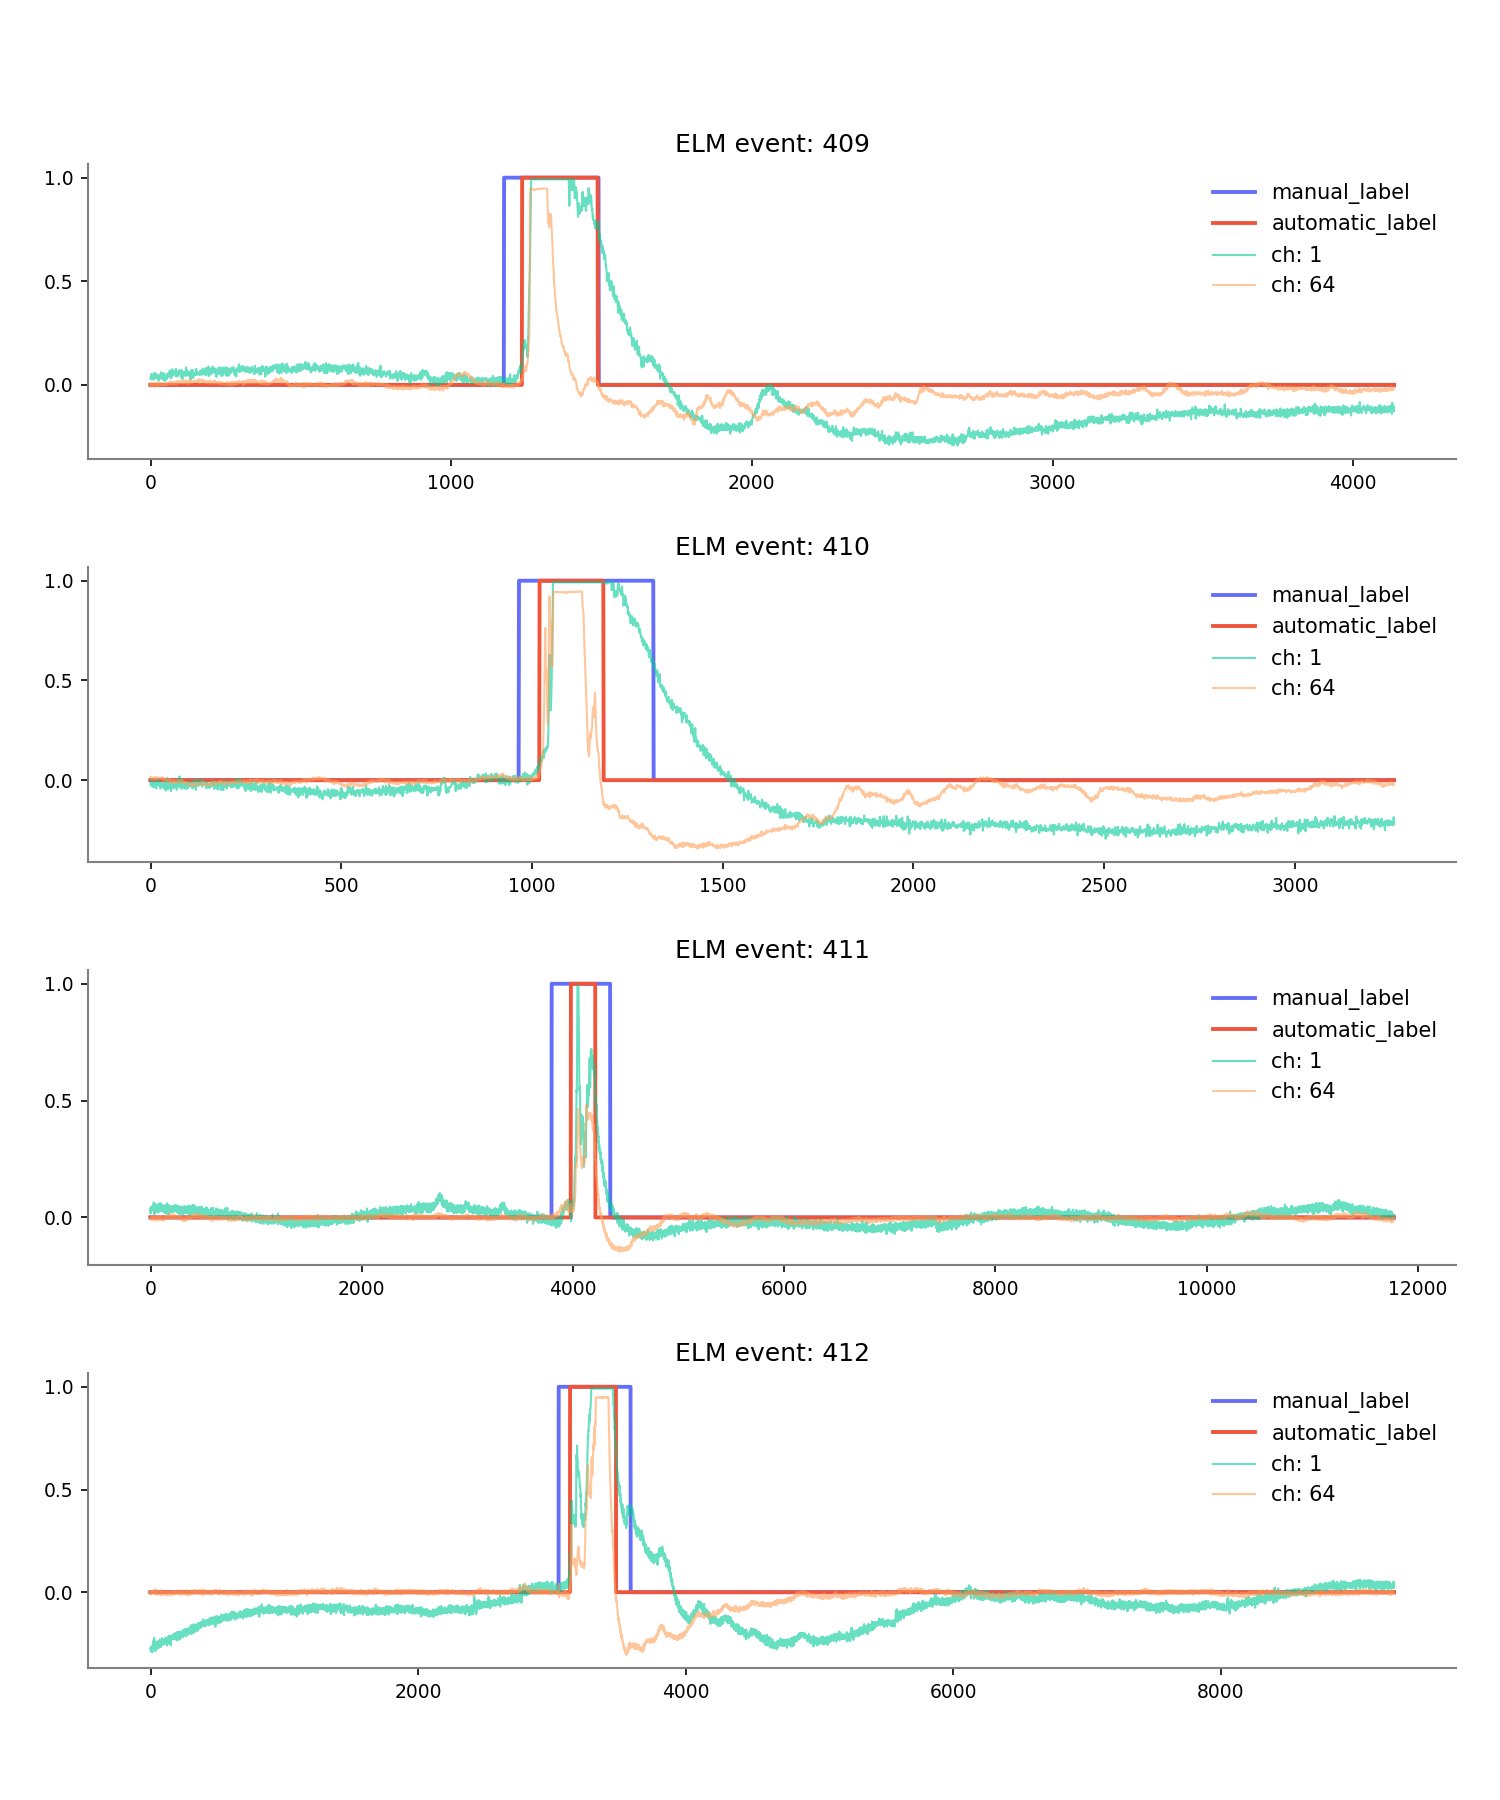 ELM event: 409
1.0
0.5
0.0
manual_label
automatic_label
ch: 1
ch: 64
0 1000 2000 3000 4000
ELM event: 410
1.0
0.5
0.0
manual_label
automatic_label
ch: 1
ch: 64
0 500 1000 1500 2000 2500 3000
ELM event: 411
1.0
0.5
0.0
manual_label
automatic_label
ch: 1
ch: 64
0 2000 4000 6000 8000 10000 12000
ELM event: 412
1.0
0.5
0.0
manual_label
automatic_label
ch: 1
ch: 64
0 2000 4000 6000 8000